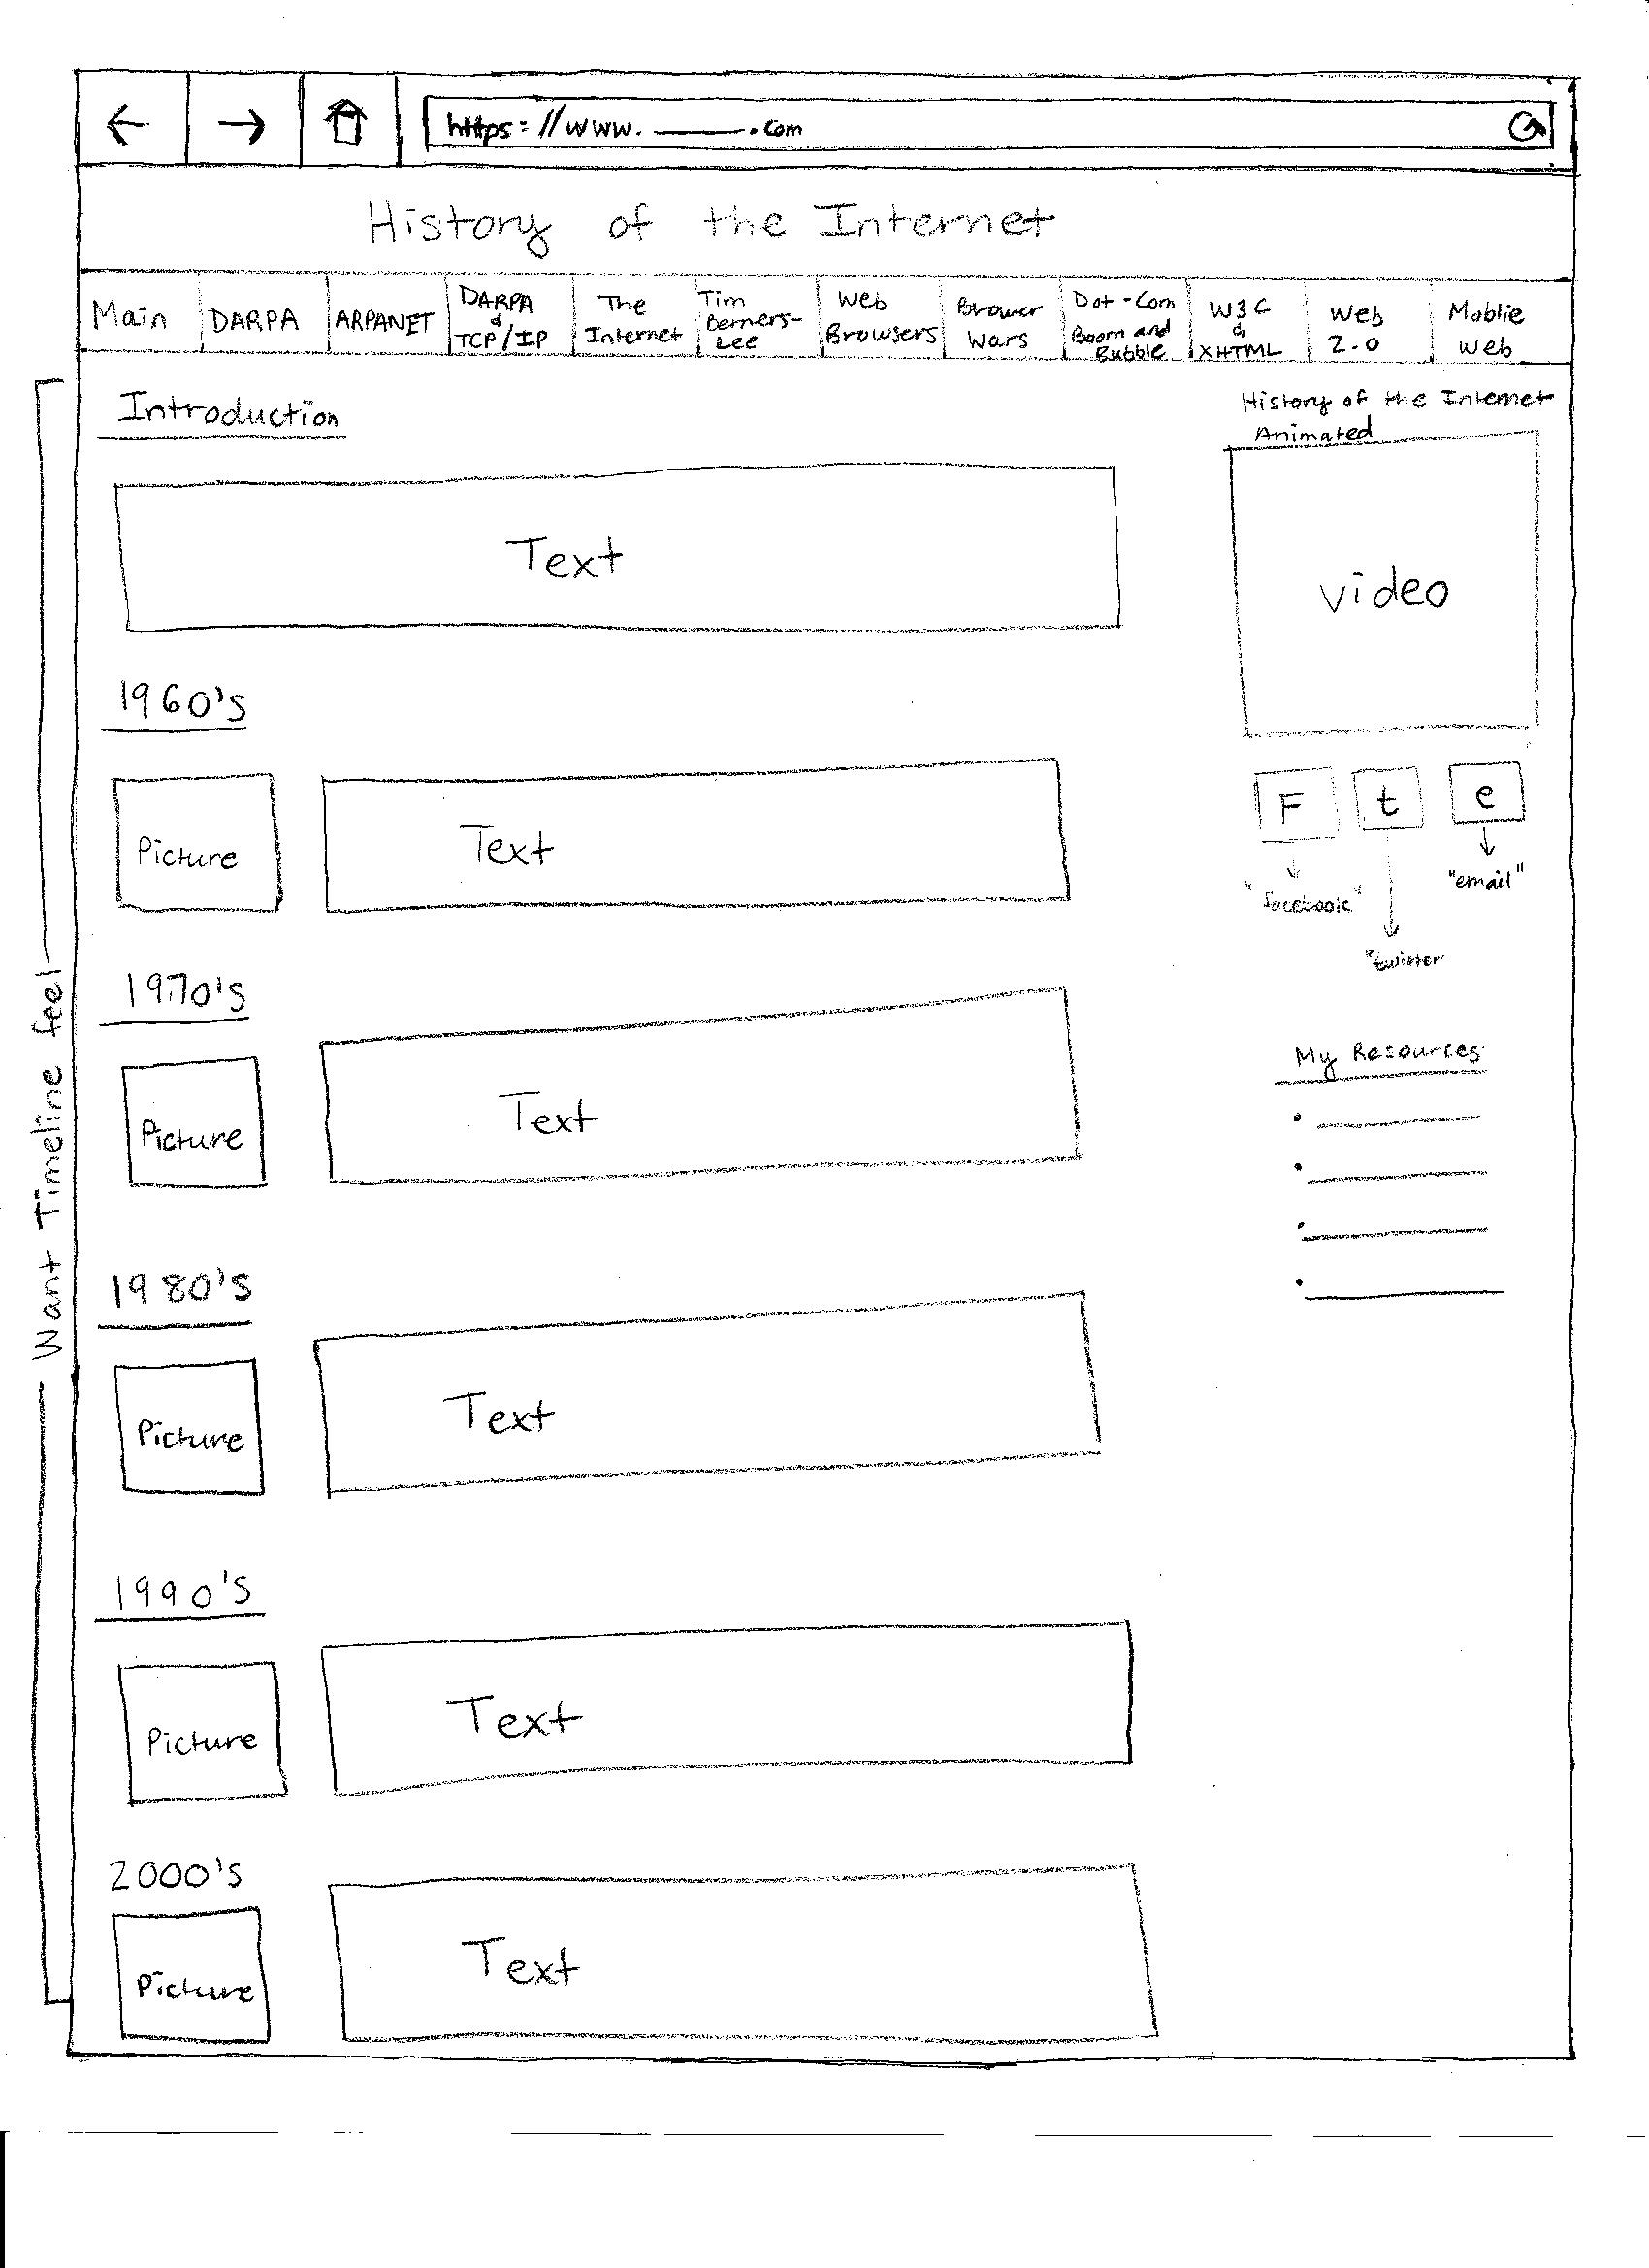 https://www. ____.com
History of the Internet
Main
DARPA
ARPANET
DARPA
&
TCP/IP
The
Internet
Tim
Berners-
Lee
Web
Browsers
Brower
Wars
Dot-Com
Boom and
Bubble
W3C
&
XHTML
Web
2.0
Moblie
Web
Introduction
Text
History of the Internet
Animated
video
F
t
e
"facebook"
"twitter
"email"
My Resources
1960's
Picture
Text
1970's
Picture
Text
1980's
Picture
Text
1990's
Picture
Text
2000's
Picture
Text
Want Timeline feel